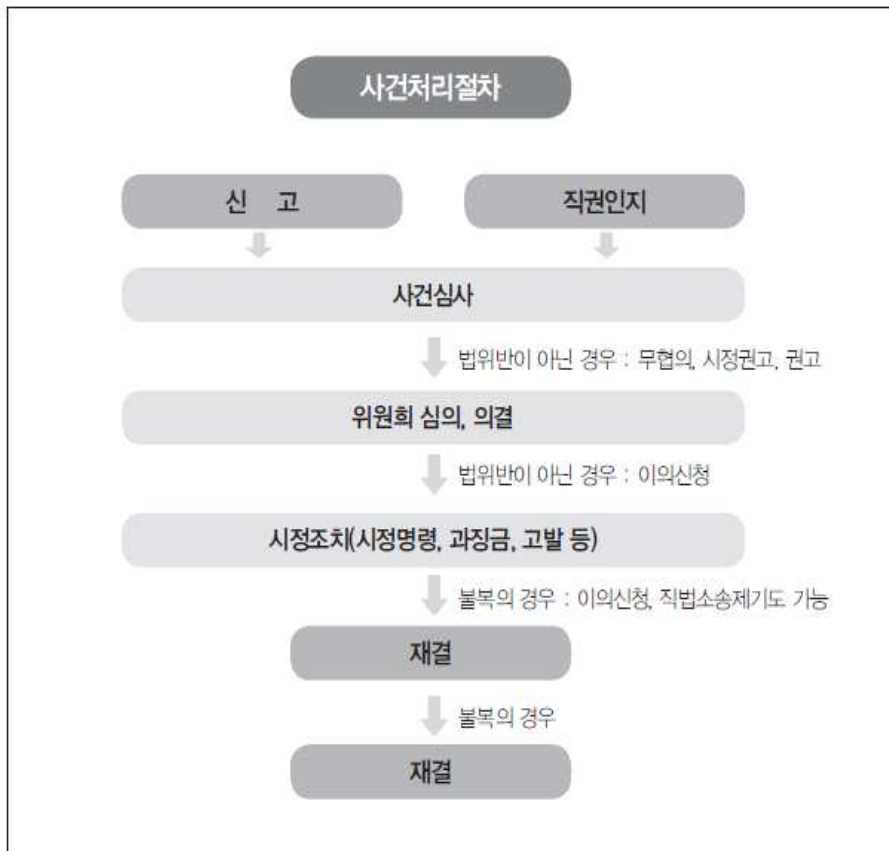 사건처리절차
신 고
직권인지
사건심사
법위반이 아닌 경우 : 무협의, 시정권고, 권고
위원희 심의, 의결
법위반이 아닌 경우 : 이의신청
시정조치(시정명령, 과징금, 고발 등)
불복의 경우 : 이의신청, 직법소송제기도 가능
재결
불복의 경우
재결